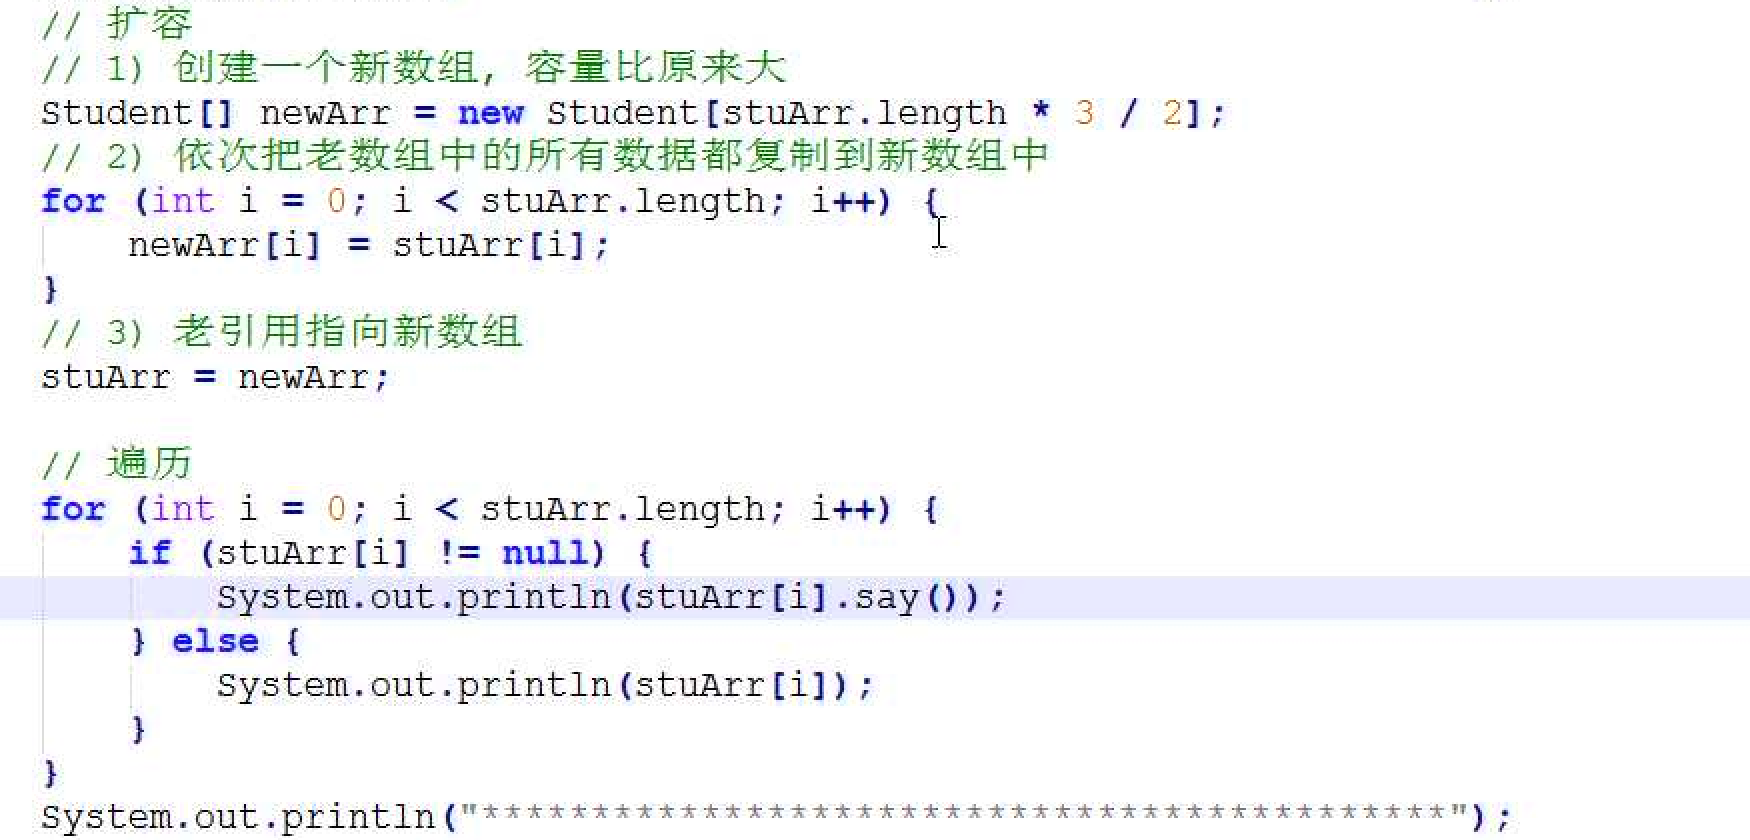 // 扩容
// 1) 创建一个新数组, 容量比原来大
Student[] newArr = new Student[stuArr.length * 3 / 2];
// 2) 依次把老数组中的所有数据都复制到新数组中
for (int i = 0; i < stuArr.length; i++) {
    newArr[i] = stuArr[i];
}
// 3) 老引用指向新数组
stuArr = newArr;

// 遍历
for (int i = 0; i < stuArr.length; i++) {
    if (stuArr[i] != null) {
        System.out.println(stuArr[i].say());
    } else {
        System.out.println(stuArr[i]);
    }
}
System.out.println("********************************************");